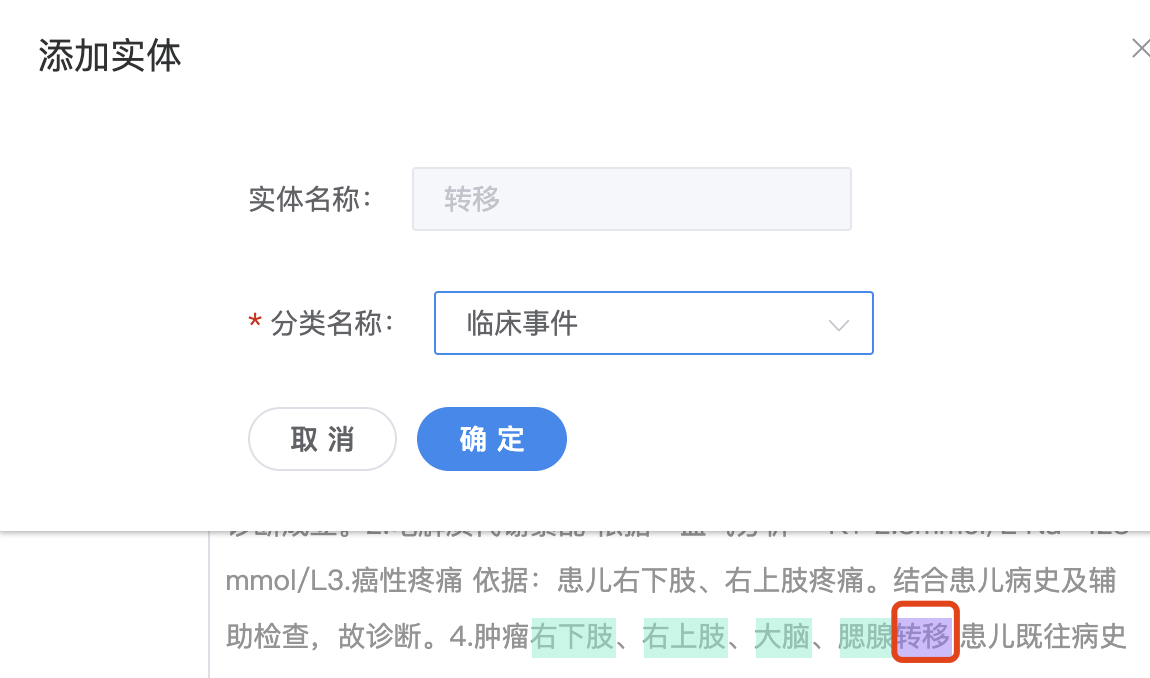 添加实体
实体名称：
转移
* 分类名称：
临床事件
取 消
确 定
mmol/L3.癌性疼痛 依据：患儿右下肢、右上肢疼痛。结合患儿病史及辅
助检查，故诊断。4.肿瘤右下肢、右上肢、大脑、腮腺转移 患儿既往病史